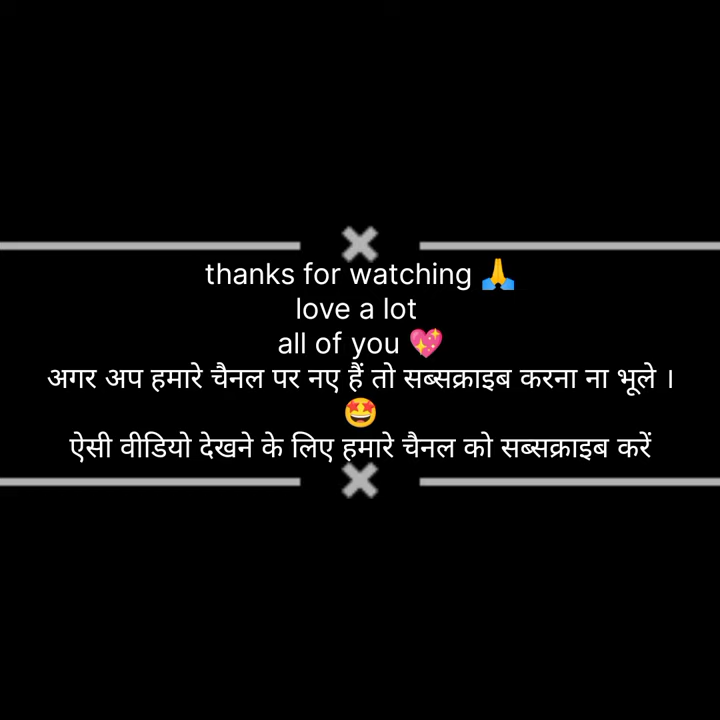 thanks for watching 🙏
love a lot
all of you 💖
अगर अप हमारे चैनल पर नए हैं तो सब्सक्राइब करना ना भूले ।
🤩
ऐसी वीडियो देखने के लिए हमारे चैनल को सब्सक्राइब करें